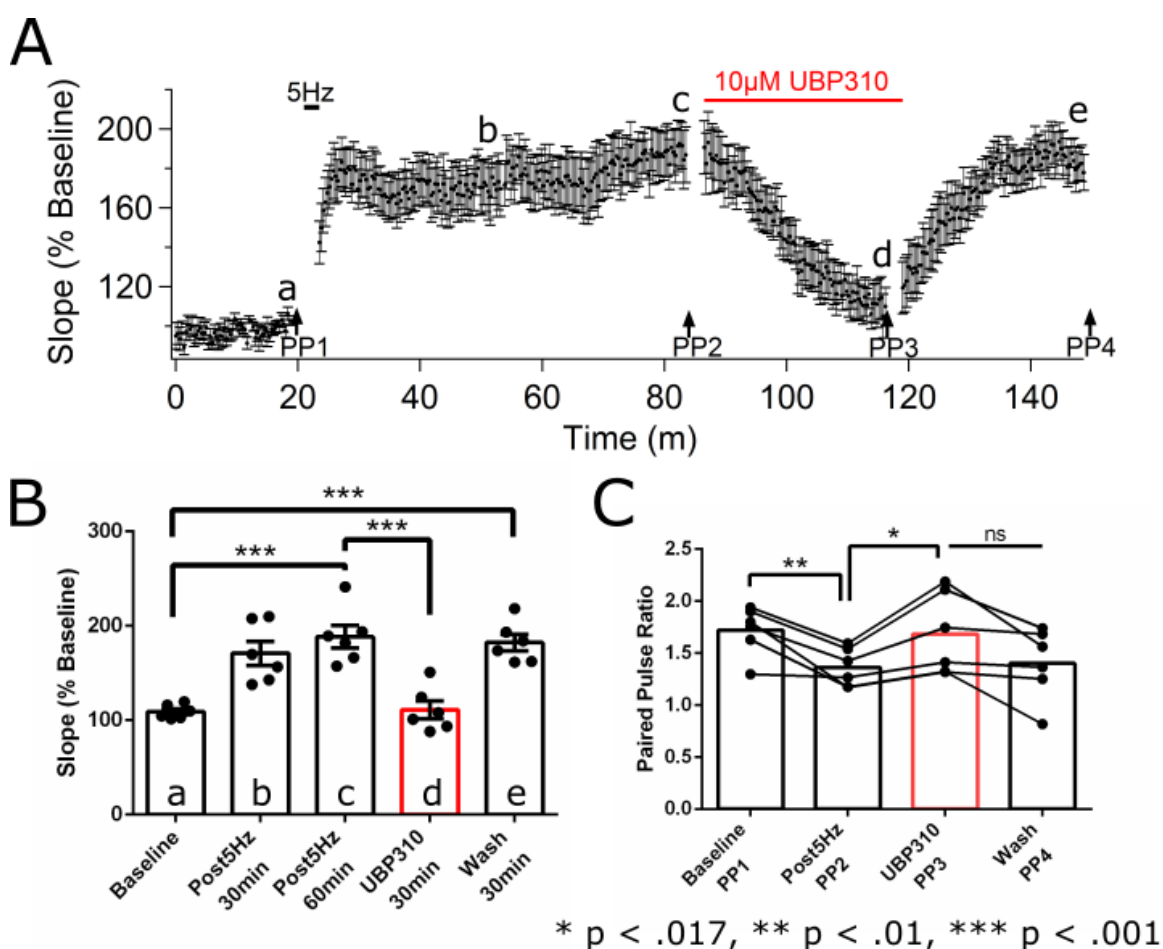 A
5Hz
10μM UBP310
a
b
c
d
e
PP1
PP2
PP3
PP4
Slope (% Baseline)
200
160
120
0 20 40 60 80 100 120 140
Time (m)
B
***
***
***
Slope (% Baseline)
300
200
100
0
a b c d e
Baseline
Post5Hz
30min
Post5Hz
60min
UBP310
30min
Wash
30min
C
**
*
ns
Paired Pulse Ratio
2.5
2.0
1.5
1.0
0.5
0.0
Baseline
PP1
Post5Hz
PP2
UBP310
PP3
Wash
PP4
* p < .017, ** p < .01, *** p < .001